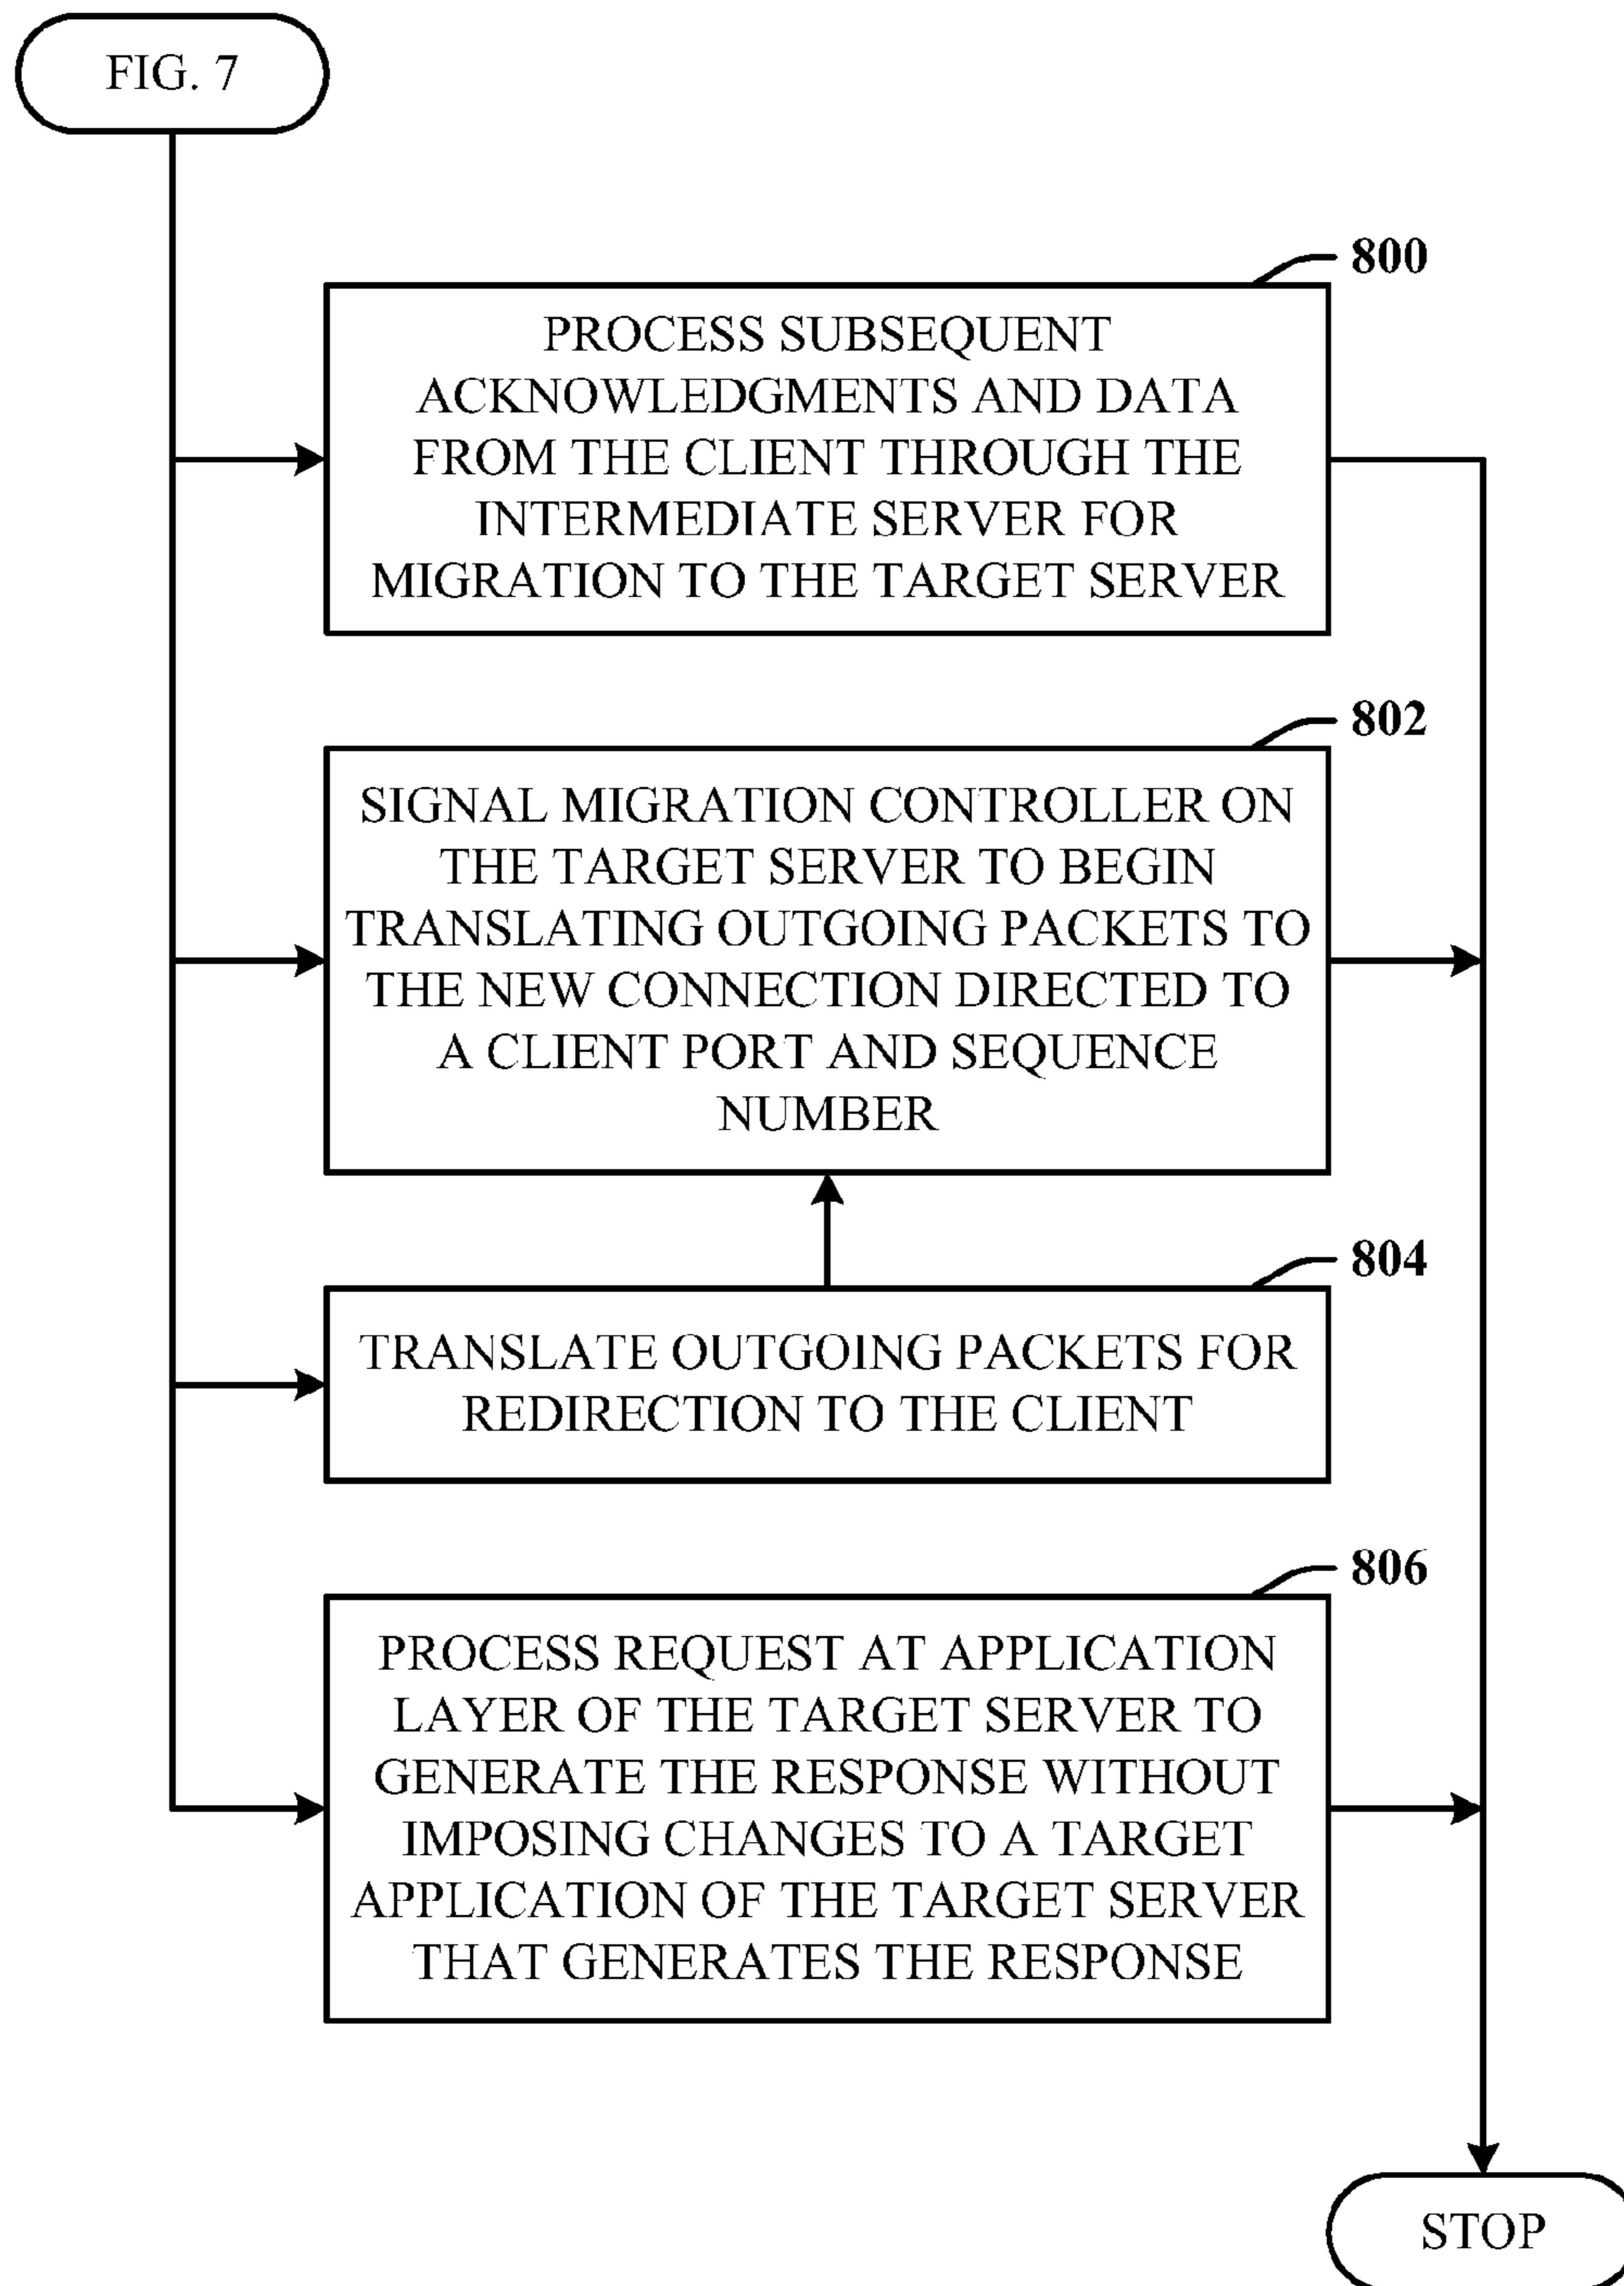 FIG. 7
800
PROCESS SUBSEQUENT
ACKNOWLEDGMENTS AND DATA
FROM THE CLIENT THROUGH THE
INTERMEDIATE SERVER FOR
MIGRATION TO THE TARGET SERVER
802
SIGNAL MIGRATION CONTROLLER ON
THE TARGET SERVER TO BEGIN
TRANSLATING OUTGOING PACKETS TO
THE NEW CONNECTION DIRECTED TO
A CLIENT PORT AND SEQUENCE
NUMBER
804
TRANSLATE OUTGOING PACKETS FOR
REDIRECTION TO THE CLIENT
806
PROCESS REQUEST AT APPLICATION
LAYER OF THE TARGET SERVER TO
GENERATE THE RESPONSE WITHOUT
IMPOSING CHANGES TO A TARGET
APPLICATION OF THE TARGET SERVER
THAT GENERATES THE RESPONSE
STOP